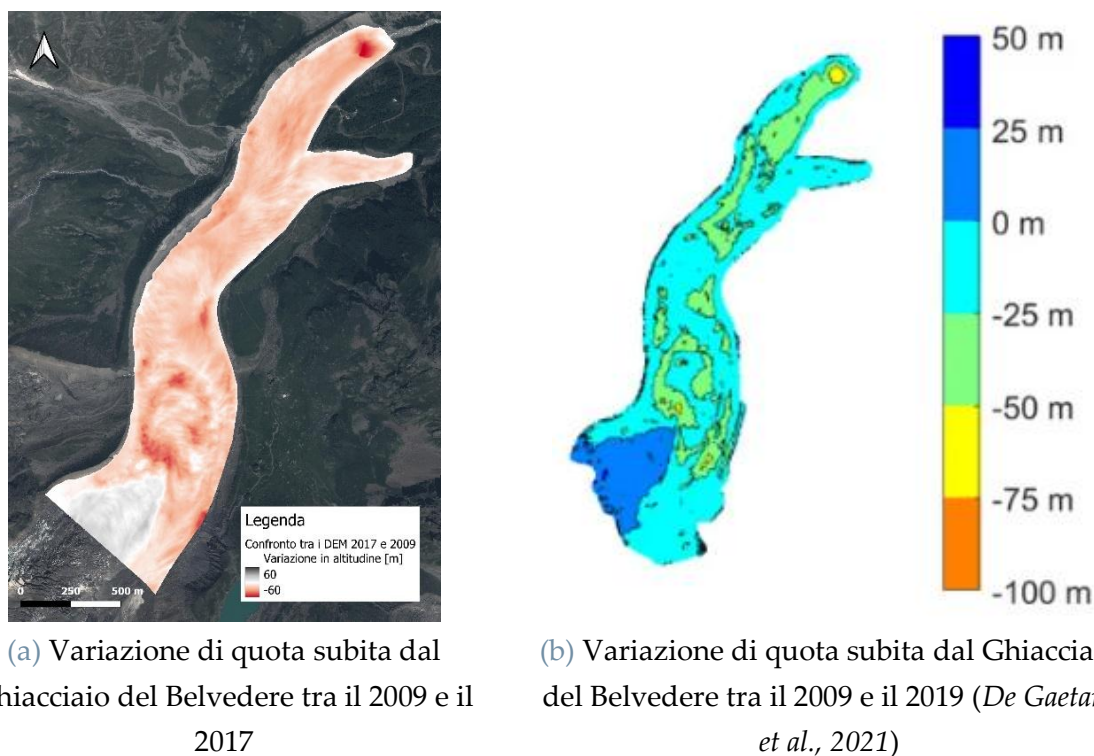 Legenda
Confronto tra i DEM 2017 e 2009
Variazione in altitudine [m]
60
-60
0 250 500 m
50 m
25 m
0 m
-25 m
-50 m
-75 m
-100 m
(a) Variazione di quota subita dal
hiacciaio del Belvedere tra il 2009 e il
2017
(b) Variazione di quota subita dal Ghiaccia
del Belvedere tra il 2009 e il 2019 (De Gaetan
et al., 2021)